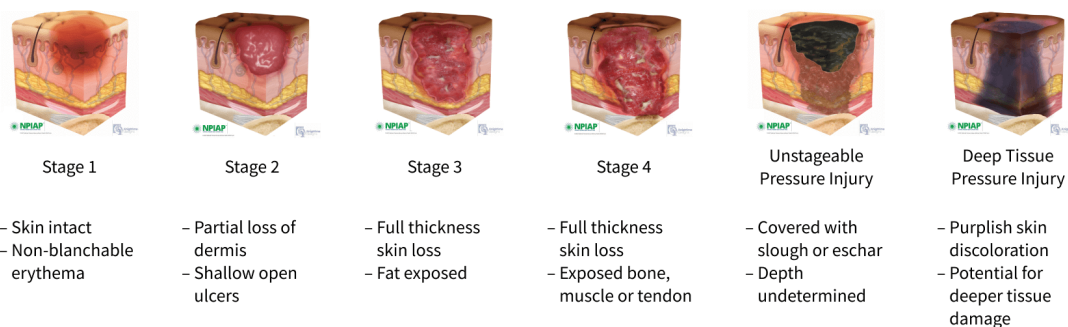 NPIAP
NPIAP
NPIAP
NPIAP
NPIAP
NPIAP
Stage 1
Stage 2
Stage 3
Stage 4
Unstageable
Pressure Injury
Deep Tissue
Pressure Injury
– Skin intact
– Non-blanchable
erythema
– Partial loss of
dermis
– Shallow open
ulcers
– Full thickness
skin loss
– Fat exposed
– Full thickness
skin loss
– Exposed bone,
muscle or tendon
– Covered with
slough or eschar
– Depth
undetermined
– Purplish skin
discoloration
– Potential for
deeper tissue
damage